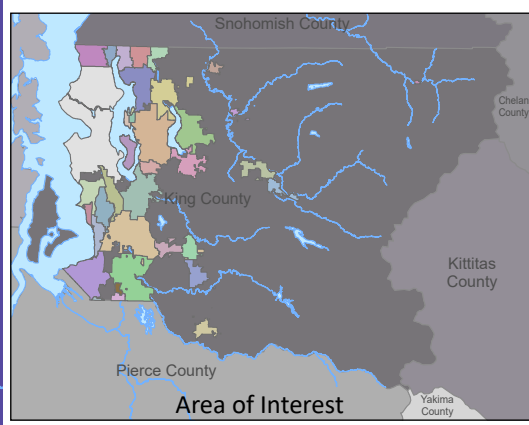 Snohomish County
Chelan
County
King County
Kittitas
County
Pierce County
Yakima
County
Area of Interest